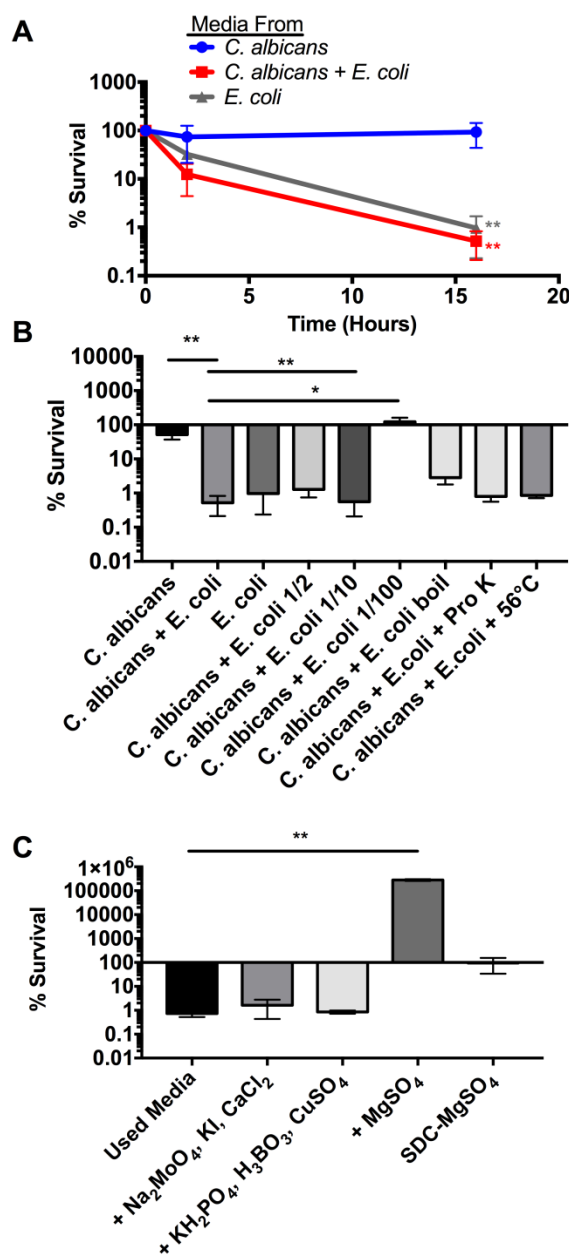 A
Media From
C. albicans
C. albicans + E. coli
E. coli
% Survival
1000
100
10
1
0.1
**
**
0 5 10 15 20
Time (Hours)
B
**
**
*
% Survival
10000
1000
100
10
1
0.1
0.01
C. albicans
C. albicans + E. coli
E. coli
C. albicans + E. coli 1/2
C. albicans + E. coli 1/10
C. albicans + E. coli 1/100
C. albicans + E. coli boil
C. albicans + E.coli + Pro K
C. albicans + E.coli + 56°C
C
**
% Survival
1×10⁶
100000
10000
100
10
1
0.1
0.01
Used Media
+ Na₂MoO₄, KI, CaCl₂
+ KH₂PO₄, H₃BO₃, CuSO₄
+ MgSO₄
SDC-MgSO₄